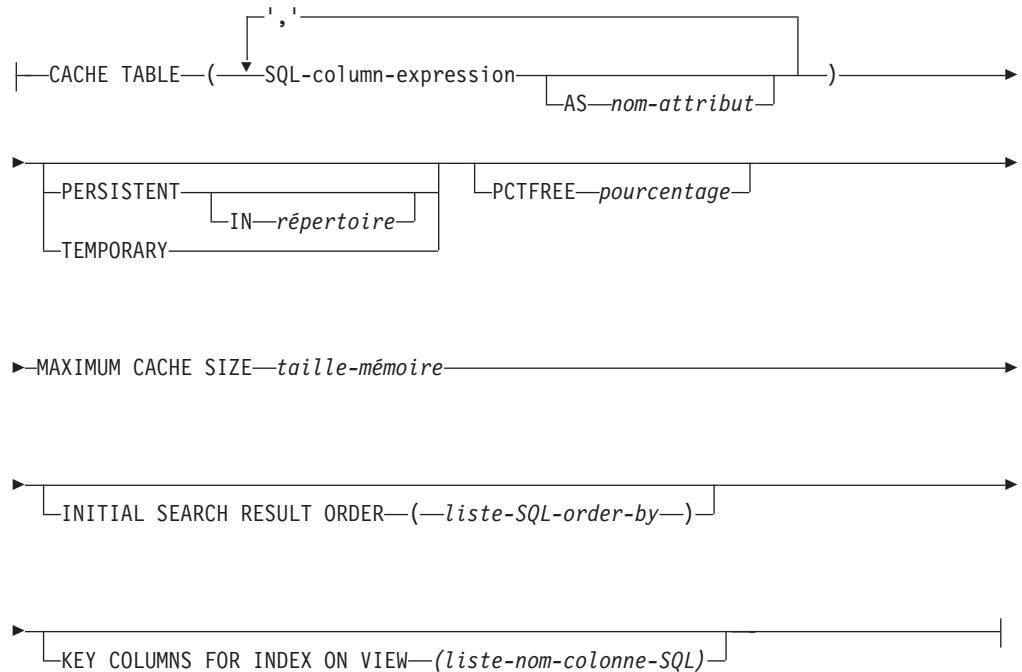 ','
CACHE TABLE ( SQL-column-expression )
AS nom-attribut
PERSISTENT PCTFREE pourcentage
IN répertoire
TEMPORARY
MAXIMUM CACHE SIZE taille-mémoire
INITIAL SEARCH RESULT ORDER ( liste-SQL-order-by )
KEY COLUMNS FOR INDEX ON VIEW (liste-nom-colonne-SQL)